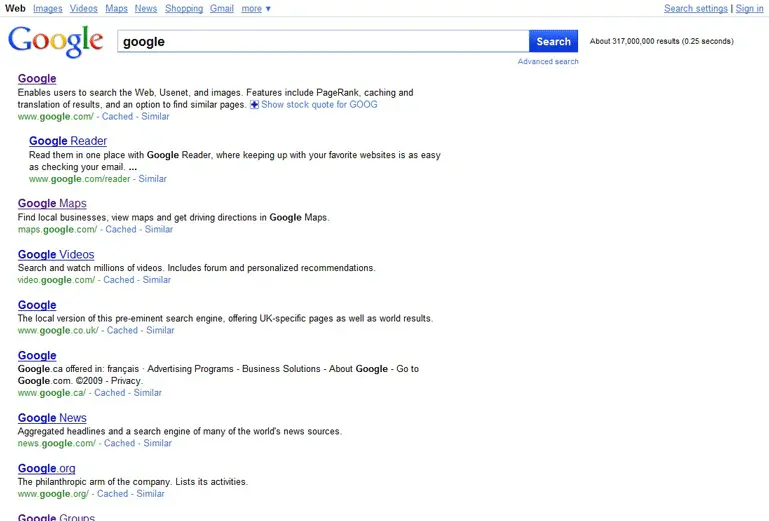 Web Images Videos Maps News Shopping Gmail more ▼ Search settings | Sign in
Google google Search About 317,000,000 results (0.25 seconds)
Advanced search
Google
Enables users to search the Web, Usenet, and images. Features include PageRank, caching and
translation of results, and an option to find similar pages. Show stock quote for GOOG
www.google.com/ - Cached - Similar
Google Reader
Read them in one place with Google Reader, where keeping up with your favorite websites is as easy
as checking your email. ...
www.google.com/reader - Similar
Google Maps
Find local businesses, view maps and get driving directions in Google Maps.
maps.google.com/ - Cached - Similar
Google Videos
Search and watch millions of videos. Includes forum and personalized recommendations.
video.google.com/ - Cached - Similar
Google
The local version of this pre-eminent search engine, offering UK-specific pages as well as world results.
www.google.co.uk/ - Cached - Similar
Google
Google.ca offered in: français · Advertising Programs - Business Solutions - About Google - Go to
Google.com. ©2009 - Privacy.
www.google.ca/ - Cached - Similar
Google News
Aggregated headlines and a search engine of many of the world's news sources.
news.google.com/ - Cached - Similar
Google.org
The philanthropic arm of the company. Lists its activities.
www.google.org/ - Cached - Similar
Google Groups